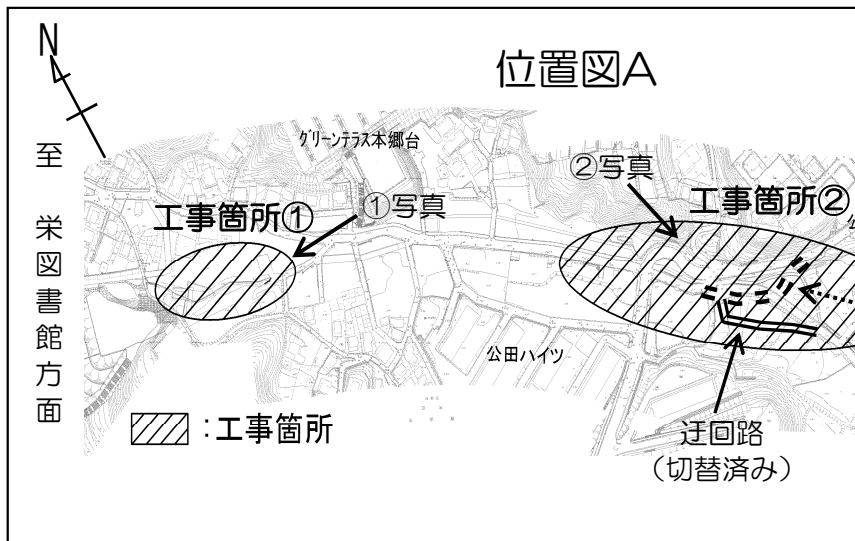 N
位置図A
至 栄図書館方面
グリーンテラス本郷台
①写真
工事箇所①
②写真
工事箇所②
公田ハイツ
:工事箇所
迂回路
(切替済み)